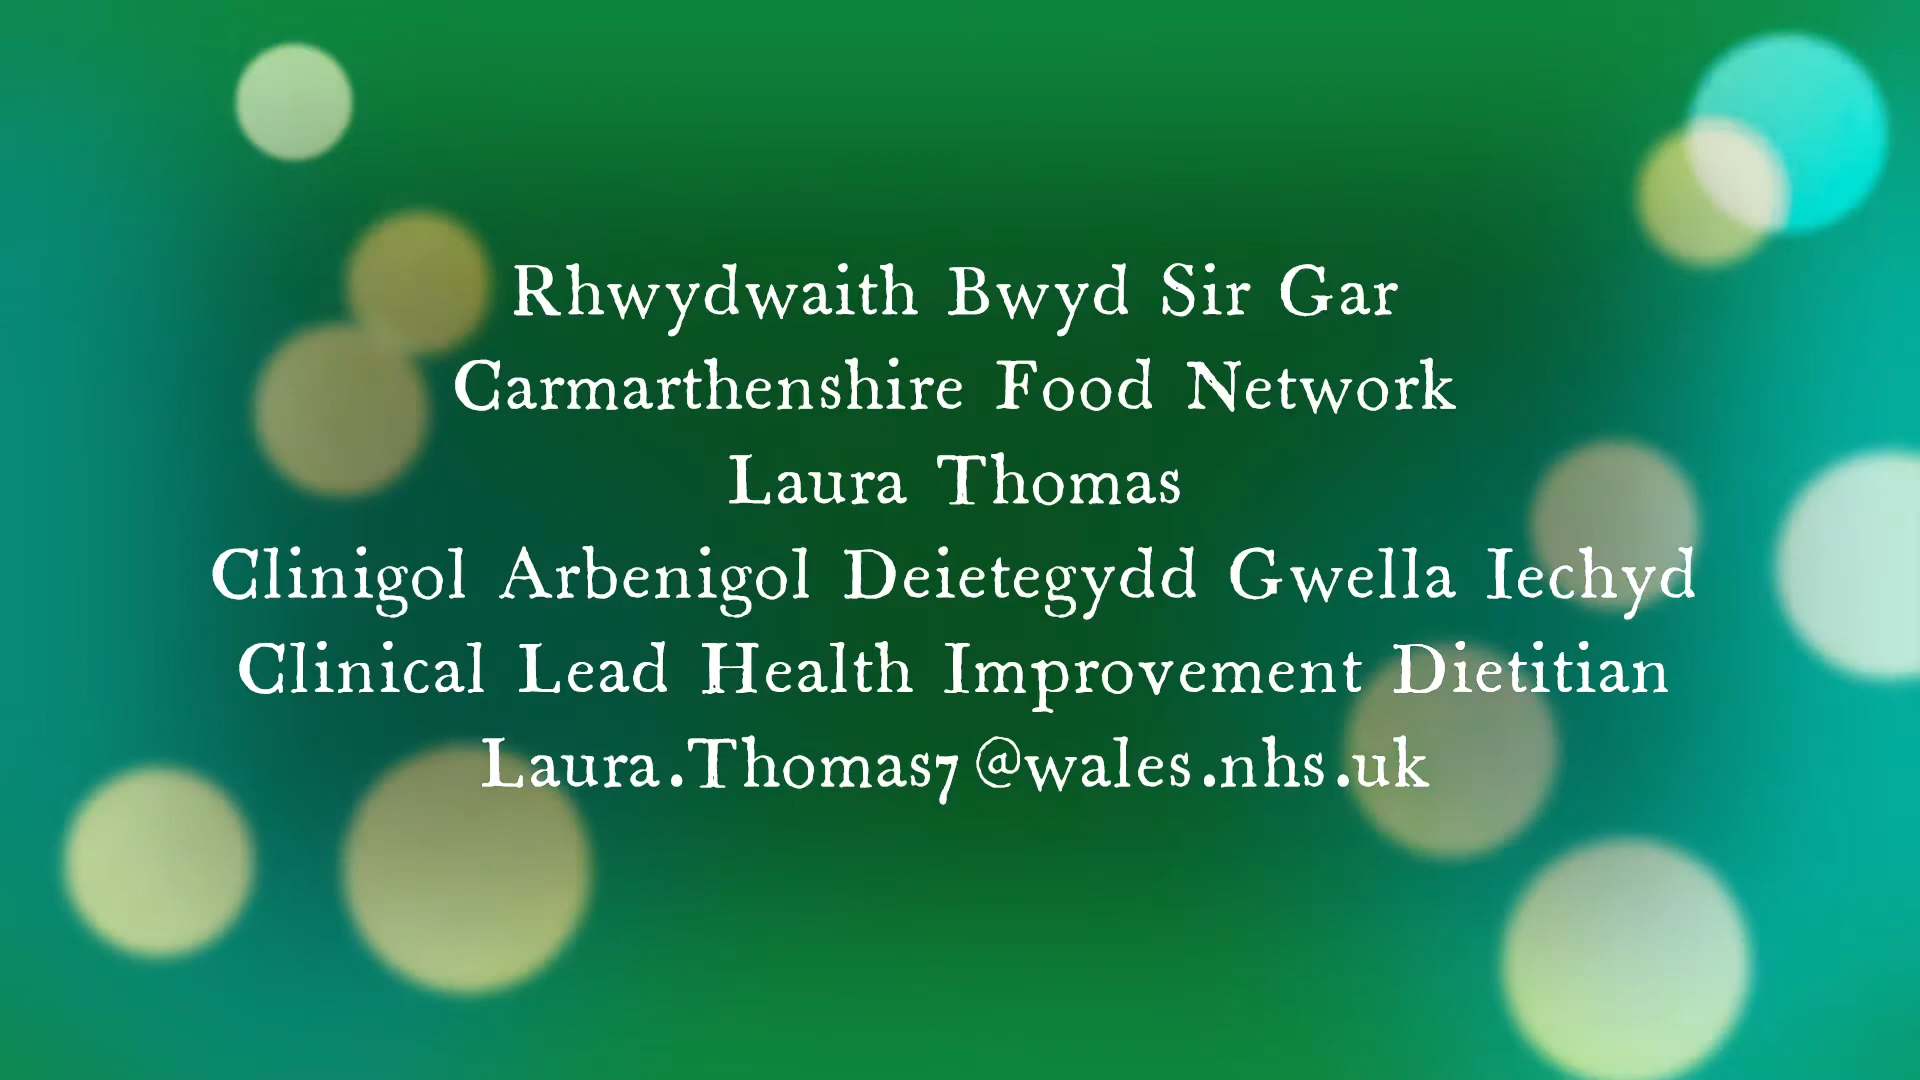 Rhwydwaith Bwyd Sir Gar
Carmarthenshire Food Network
Laura Thomas
Clinigol Arbenigol Deietegydd Gwella Iechyd
Clinical Lead Health Improvement Dietitian
Laura.Thomas7@wales.nhs.uk